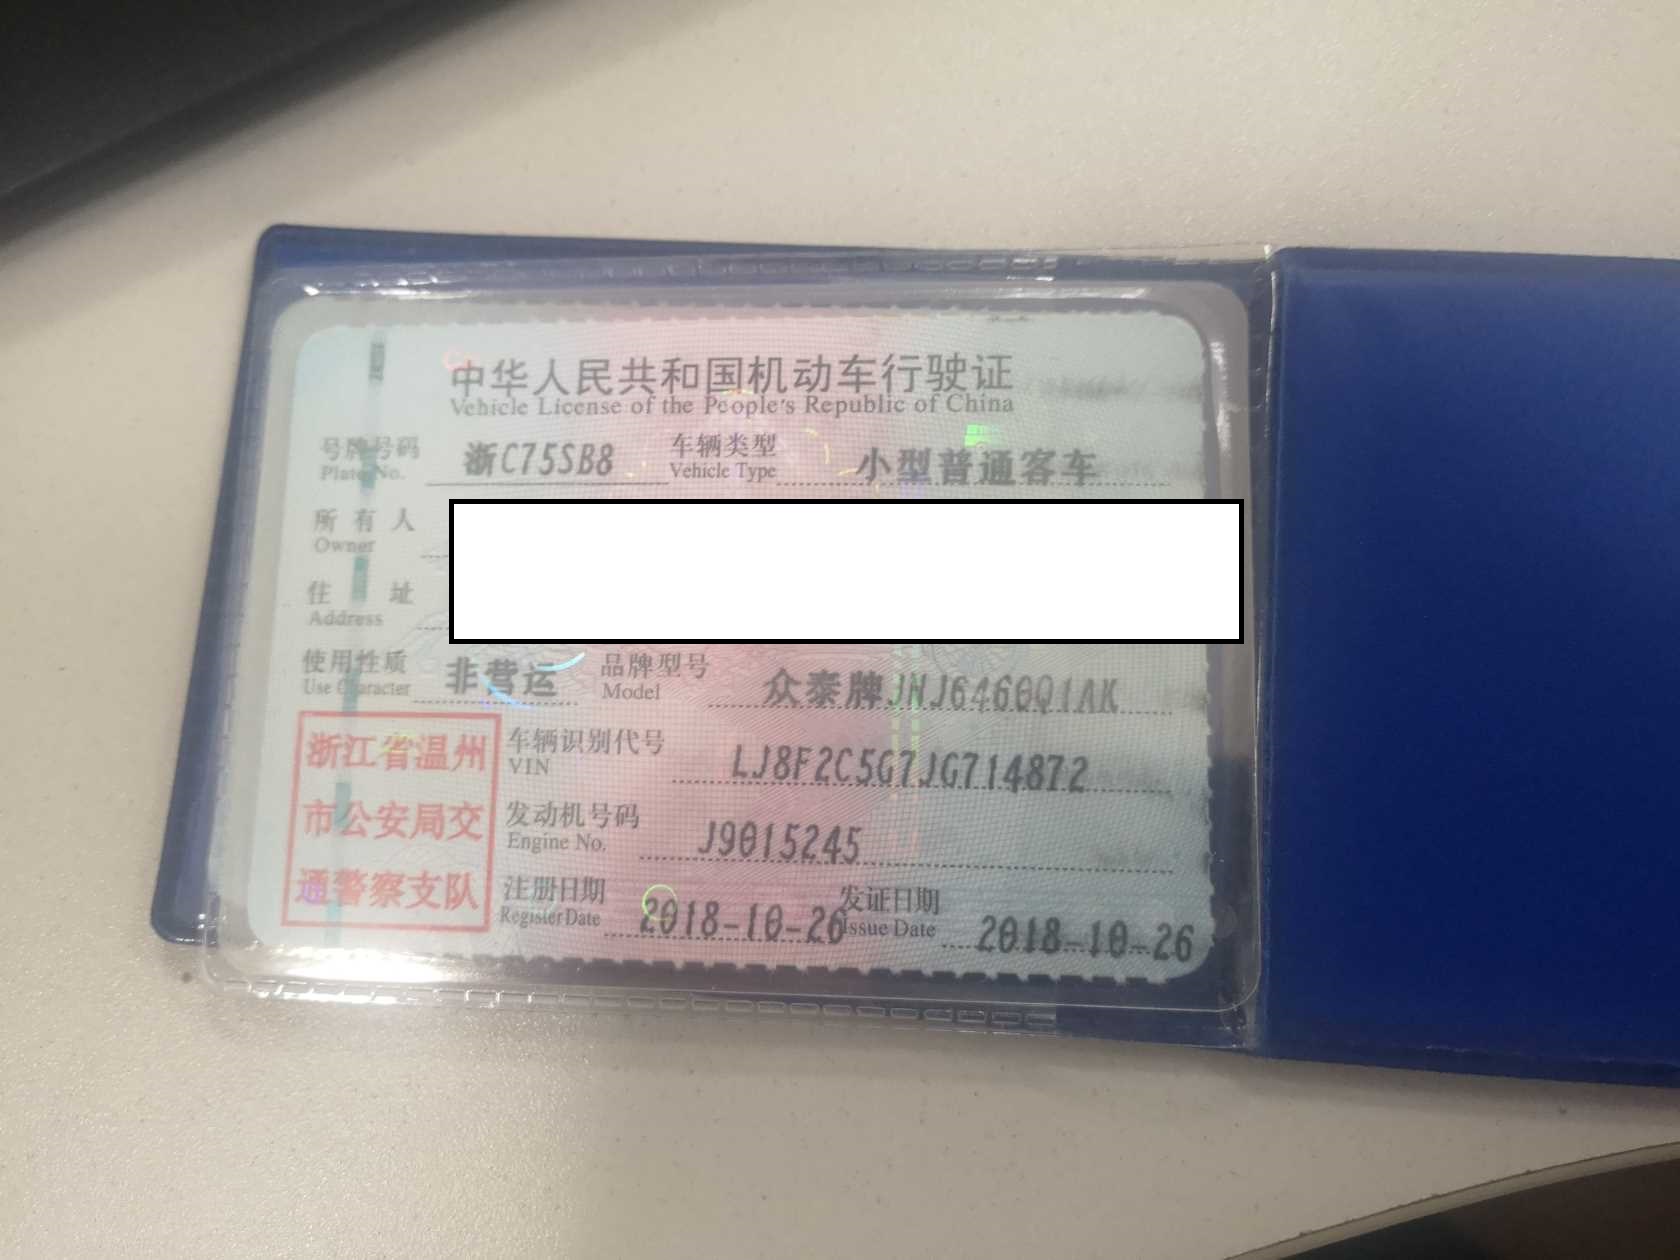 中华人民共和国机动车行驶证
Vehicle License of the People's Republic of China
号牌号码 浙C75SB8 车辆类型 小型普通客车
Plate No. Vehicle Type
所有人
Owner
住址
Address
使用性质 非营运 品牌型号 众泰牌JNJ6460Q1AK
Use Character Model
浙江省温州
市公安局交
通警察支队
车辆识别代号 LJ8F2C5G7JG714872
VIN
发动机号码 J9015245
Engine No.
注册日期 2018-10-26 发证日期 2018-10-26
Register Date Issue Date